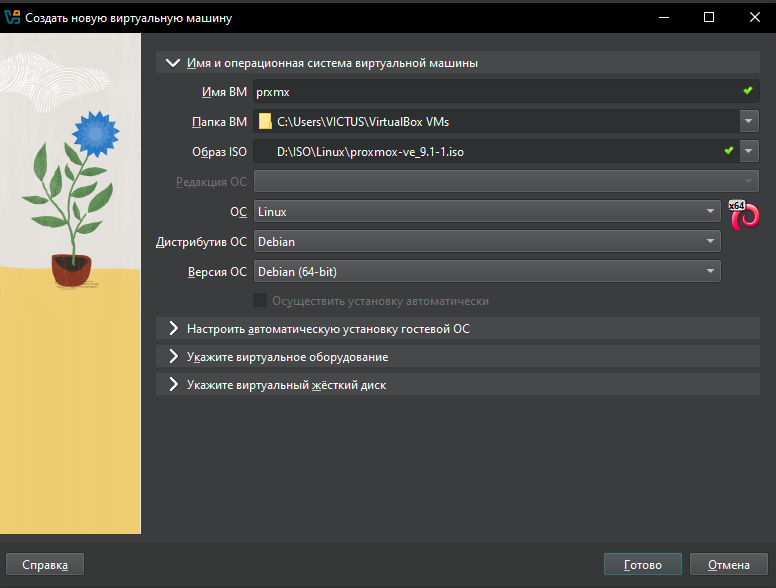 Создать новую виртуальную машину
Имя и операционная система виртуальной машины
Имя ВМ prxmx
Папка ВМ C:\Users\VICTUS\VirtualBox VMs
Образ ISO D:\ISO\Linux\proxmox-ve_9.1-1.iso
Редакция ОС
ОС Linux
x64
Дистрибутив ОС Debian
Версия ОС Debian (64-bit)
Осуществить установку автоматически
Настроить автоматическую установку гостевой ОС
Укажите виртуальное оборудование
Укажите виртуальный жёсткий диск
Справка Готово Отмена